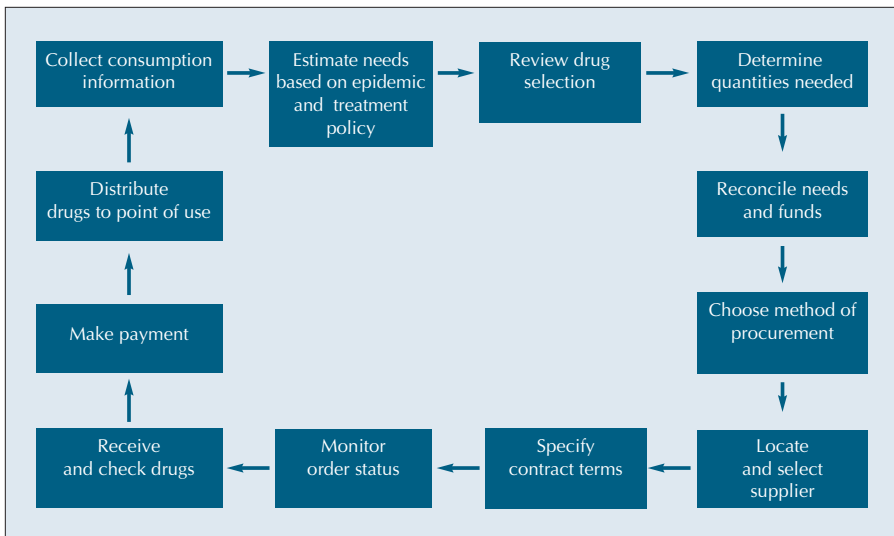 Collect consumption
information
Estimate needs
based on epidemic
and treatment
policy
Review drug
selection
Determine
quantities needed
Reconcile needs
and funds
Choose method of
procurement
Locate
and select
supplier
Specify
contract terms
Monitor
order status
Receive
and check drugs
Make payment
Distribute
drugs to point of use